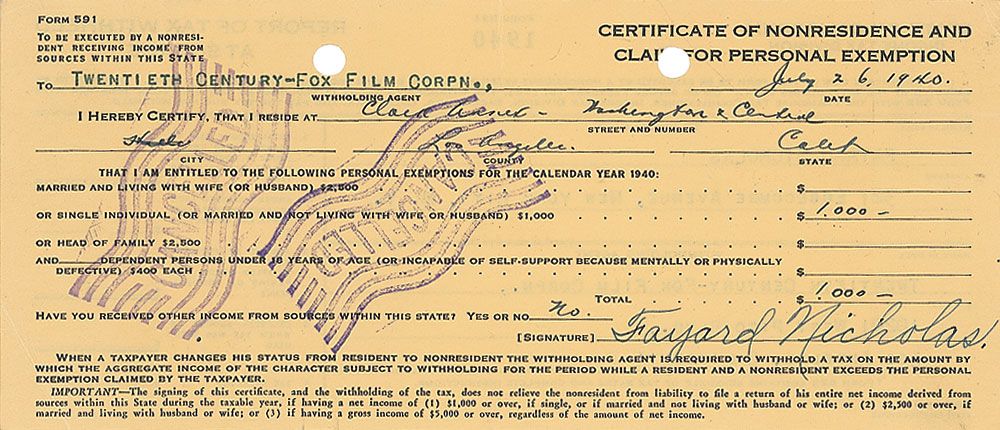 FORM 591
TO BE EXECUTED BY A NONRESI-
DENT RECEIVING INCOME FROM
SOURCES WITHIN THIS STATE
CERTIFICATE OF NONRESIDENCE AND
CLAIM FOR PERSONAL EXEMPTION
TO TWENTIETH CENTURY-FOX FILM CORPN., July 26, 1940.
WITHHOLDING AGENT DATE
I HEREBY CERTIFY, THAT I RESIDE AT Clark - Washington & Central
STREET AND NUMBER
Los Angeles Calif
CITY COUNTY STATE
THAT I AM ENTITLED TO THE FOLLOWING PERSONAL EXEMPTIONS FOR THE CALENDAR YEAR 1940:
MARRIED AND LIVING WITH WIFE (OR HUSBAND) $2,500 $
OR SINGLE INDIVIDUAL (OR MARRIED AND NOT LIVING WITH WIFE OR HUSBAND) $1,000 $ 1,000 -
OR HEAD OF FAMILY $2,500 $
AND DEPENDENT PERSONS UNDER 18 YEARS OF AGE (OR INCAPABLE OF SELF-SUPPORT BECAUSE MENTALLY OR PHYSICALLY
DEFECTIVE) $400 EACH $
TOTAL $ 1,000 -
HAVE YOU RECEIVED OTHER INCOME FROM SOURCES WITHIN THIS STATE? YES OR NO No.
[SIGNATURE] Fayard Nicholas.
CANCELLED
CANCELLED
WHEN A TAXPAYER CHANGES HIS STATUS FROM RESIDENT TO NONRESIDENT THE WITHHOLDING AGENT IS REQUIRED TO WITHHOLD A TAX ON THE AMOUNT BY
WHICH THE AGGREGATE INCOME OF THE CHARACTER SUBJECT TO WITHHOLDING FOR THE PERIOD WHILE A RESIDENT AND A NONRESIDENT EXCEEDS THE PERSONAL
EXEMPTION CLAIMED BY THE TAXPAYER.
IMPORTANT—The signing of this certificate, and the withholding of the tax, does not relieve the nonresident from liability to file a return of his entire net income derived from
sources within this State during the taxable year, if having a net income of (1) $1,000 or over, if single, or if married and not living with husband or wife; or (2) $2,500 or over, if
married and living with husband or wife; or (3) if having a gross income of $5,000 or over, regardless of the amount of net income.